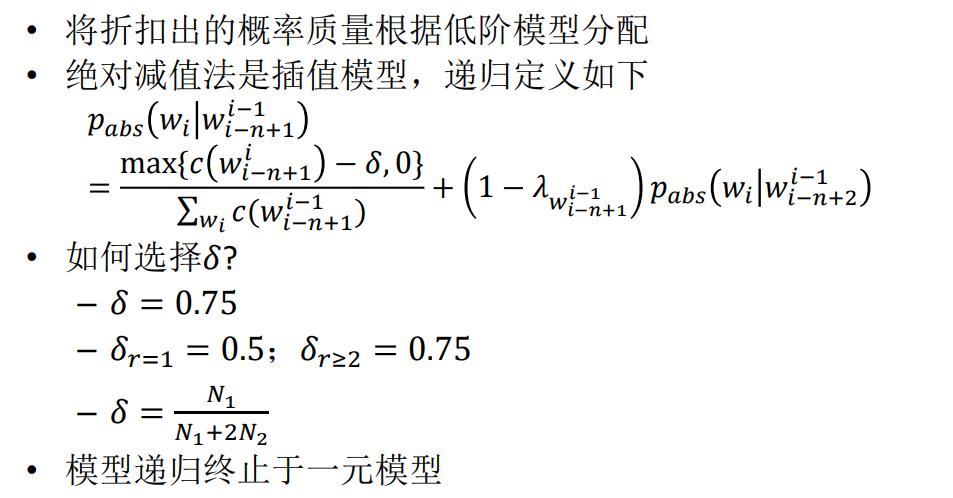 • 将折扣出的概率质量根据低阶模型分配
• 绝对减值法是插值模型，递归定义如下
$p_{abs}(w_i|w_{i-n+1}^{i-1})$
$= \frac{\max\{c(w_{i-n+1}^{i})-\delta,0\}}{\sum_{w_i} c(w_{i-n+1}^{i-1})} + \left(1-\lambda_{w_{i-n+1}^{i-1}}\right) p_{abs}(w_i|w_{i-n+2}^{i-1})$
• 如何选择$\delta$?
– $\delta = 0.75$
– $\delta_{r=1} = 0.5$；$\delta_{r\geq 2} = 0.75$
– $\delta = \frac{N_1}{N_1+2N_2}$
• 模型递归终止于一元模型